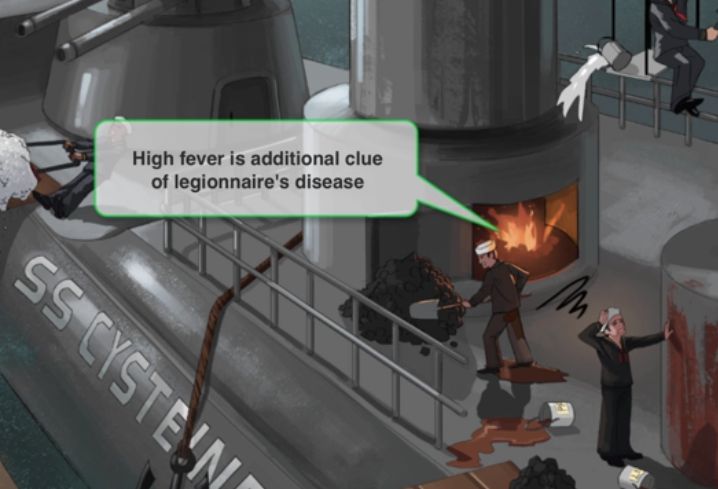 High fever is additional clue
of legionnaire's disease
SS CYSTEINE